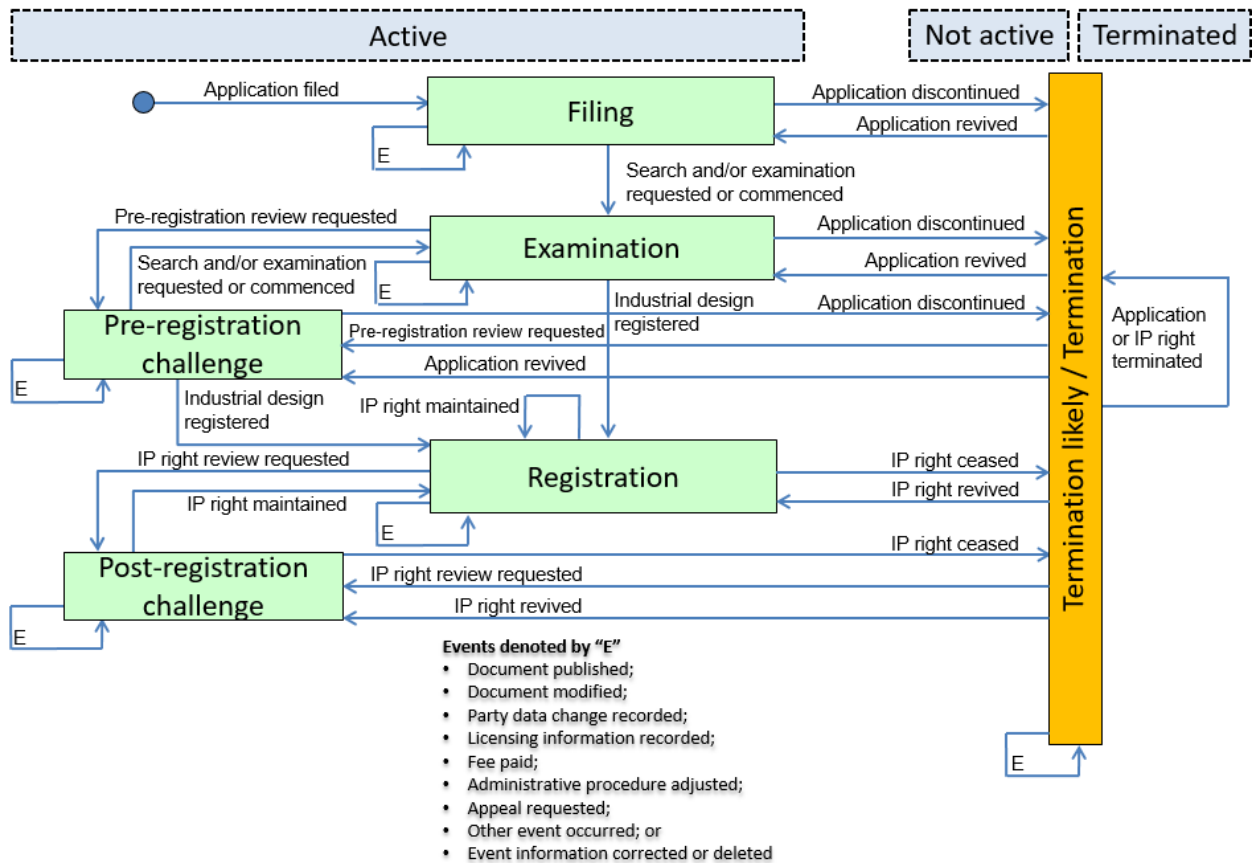 Active
Not active
Terminated
Application filed
Filing
Application discontinued
Application revived
E
Search and/or examination
requested or commenced
Pre-registration review requested
Examination
Application discontinued
Application revived
Search and/or examination
requested or commenced
E
Industrial design
registered
Application discontinued
Pre-registration
challenge
Pre-registration review requested
Application revived
E
Application
or IP right
terminated
Termination likely / Termination
Industrial design
registered
IP right maintained
IP right review requested
Registration
IP right ceased
IP right revived
IP right maintained
E
Post-registration
challenge
IP right ceased
IP right review requested
IP right revived
E
Events denoted by “E”
• Document published;
• Document modified;
• Party data change recorded;
• Licensing information recorded;
• Fee paid;
• Administrative procedure adjusted;
• Appeal requested;
• Other event occurred; or
• Event information corrected or deleted
E